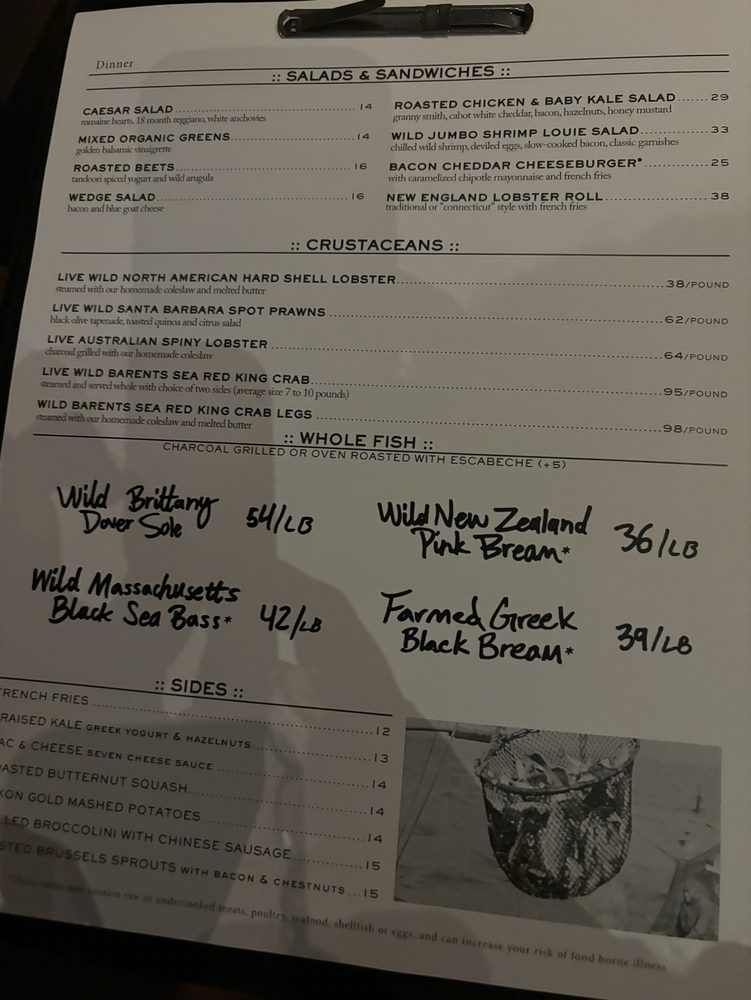 Dinner
:: SALADS & SANDWICHES ::
CAESAR SALAD 14
romaine hearts, 18 month reggiano, white anchovies
MIXED ORGANIC GREENS 14
golden balsamic vinaigrette
ROASTED BEETS 16
tandoori spiced yogurt and wild arugula
WEDGE SALAD 16
bacon and blue goat cheese
ROASTED CHICKEN & BABY KALE SALAD 29
granny smith, cabot white cheddar, bacon, hazelnuts, honey mustard
WILD JUMBO SHRIMP LOUIE SALAD 33
chilled wild shrimp, deviled eggs, slow-cooked bacon, classic garnishes
BACON CHEDDAR CHEESEBURGER* 25
with caramelized chipotle mayonnaise and french fries
NEW ENGLAND LOBSTER ROLL 38
traditional or "connecticut" style with french fries
:: CRUSTACEANS ::
LIVE WILD NORTH AMERICAN HARD SHELL LOBSTER 38/POUND
steamed with our homemade coleslaw and melted butter
LIVE WILD SANTA BARBARA SPOT PRAWNS 62/POUND
black olive tapenade, toasted quinoa and citrus salad
LIVE AUSTRALIAN SPINY LOBSTER 64/POUND
charcoal grilled with our homemade coleslaw
LIVE WILD BARENTS SEA RED KING CRAB 95/POUND
steamed and served whole with choice of two sides (average size 7 to 10 pounds)
WILD BARENTS SEA RED KING CRAB LEGS 98/POUND
steamed with our homemade coleslaw and melted butter
:: WHOLE FISH ::
CHARCOAL GRILLED OR OVEN ROASTED WITH ESCABECHE (+5)
Wild Brittany
Dover Sole 54/LB
Wild New Zealand
Pink Bream* 36/LB
Wild Massachusetts
Black Sea Bass* 42/LB
Farmed Greek
Black Bream* 39/LB
:: SIDES ::
FRENCH FRIES 12
RAISED KALE GREEK YOGURT & HAZELNUTS 13
AC & CHEESE SEVEN CHEESE SAUCE 14
ASTED BUTTERNUT SQUASH 14
KON GOLD MASHED POTATOES 14
LLED BROCCOLINI WITH CHINESE SAUSAGE 15
STED BRUSSELS SPROUTS WITH BACON & CHESTNUTS 15
*These items may contain raw or undercooked meats, poultry, seafood, shellfish or eggs, and can increase your risk of food borne illness